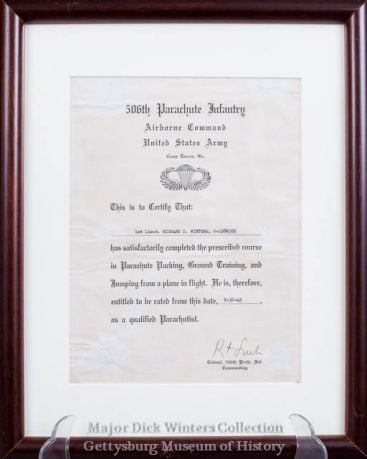 506th Parachute Infantry
Airborne Command
United States Army
Camp Toccoa, Ga.
This is to Certify That:
1st Lieut. RICHARD D. WINTERS,
has satisfactorily completed the prescribed course
in Parachute Packing, Ground Training, and
Jumping from a plane in flight. He is, therefore,
entitled to be rated from this date,
as a qualified Parachutist.
Colonel, 506th Prcht. Inf.
Commanding
Major Dick Winters Collection
Gettysburg Museum of History